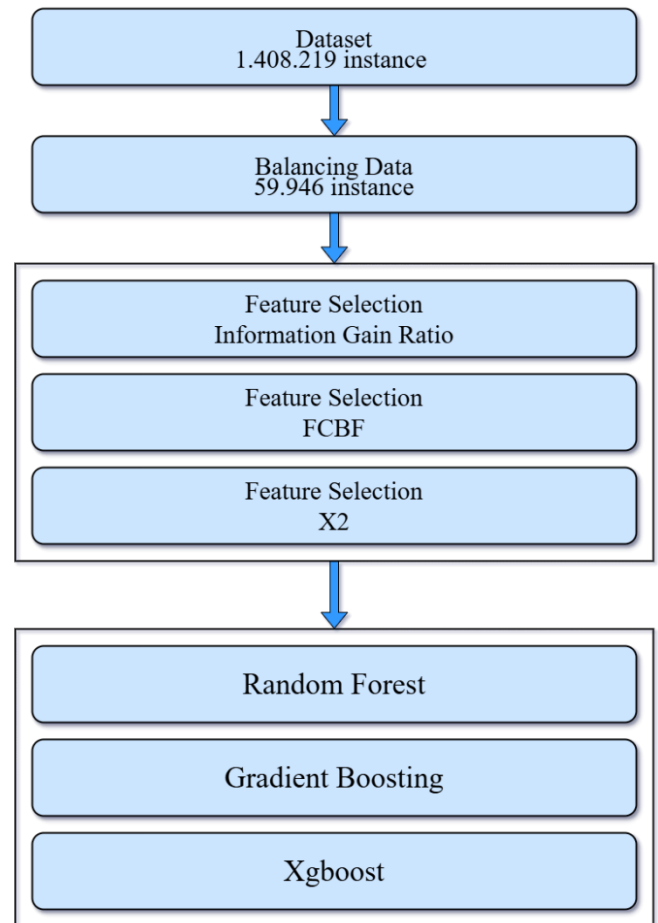 Dataset
1.408.219 instance
Balancing Data
59.946 instance
Feature Selection
Information Gain Ratio
Feature Selection
FCBF
Feature Selection
X2
Random Forest
Gradient Boosting
Xgboost